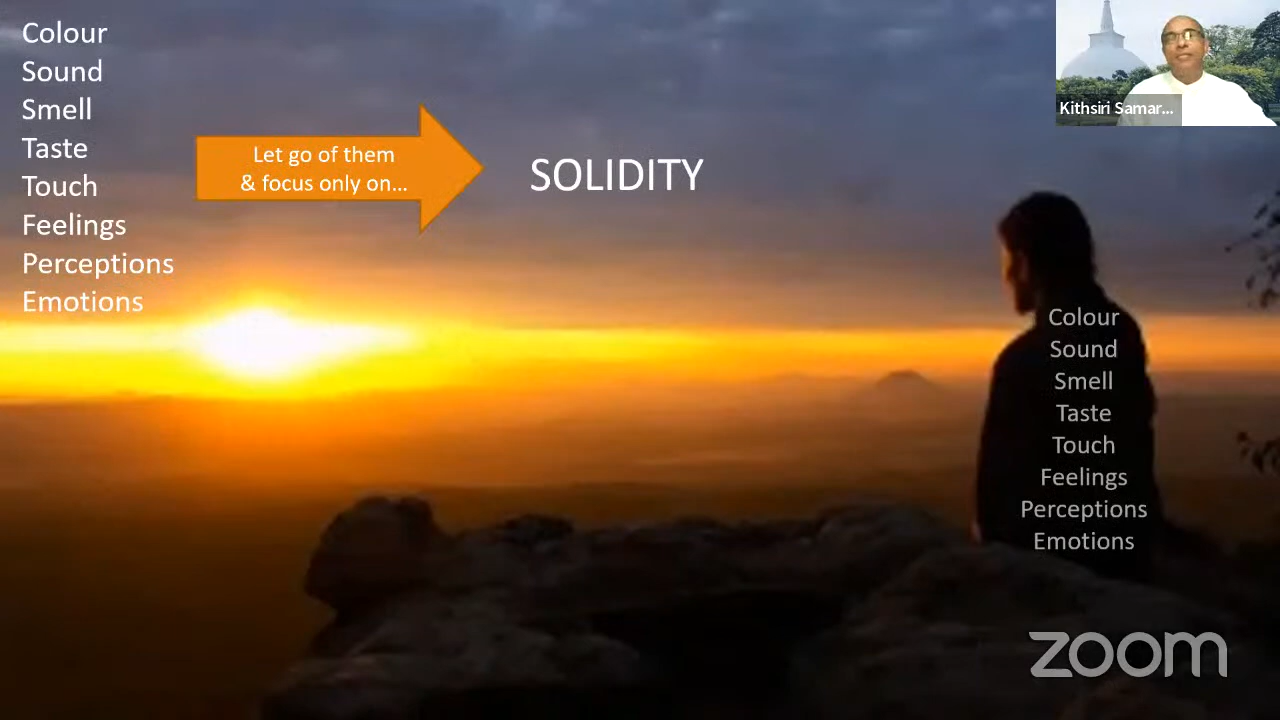 Colour
Sound
Smell
Taste
Touch
Feelings
Perceptions
Emotions
Let go of them
& focus only on...
SOLIDITY
Kithsiri Samar...
Colour
Sound
Smell
Taste
Touch
Feelings
Perceptions
Emotions
zoom